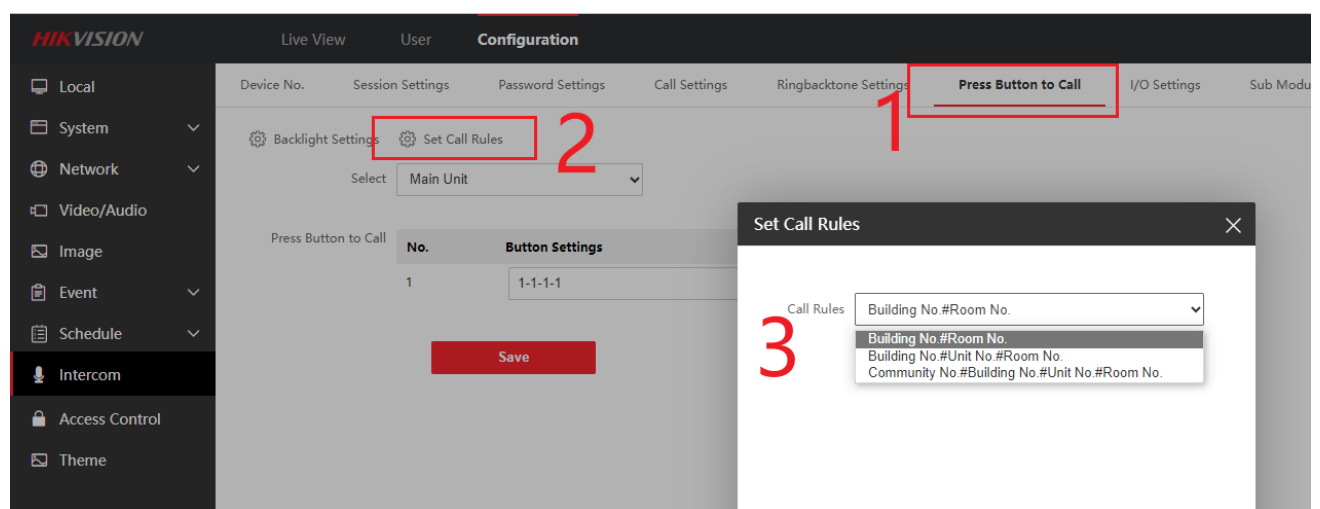 HIKVISION Live View User Configuration
Local
System
Network
Video/Audio
Image
Event
Schedule
Intercom
Access Control
Theme
Device No. Session Settings Password Settings Call Settings Ringbacktone Settings Press Button to Call I/O Settings Sub Modu
1
Backlight Settings Set Call Rules
2
Select Main Unit
Press Button to Call No. Button Settings
1 1-1-1-1
Save
Set Call Rules
Call Rules Building No.#Room No.
3
Building No.#Room No.
Building No.#Unit No.#Room No.
Community No.#Building No.#Unit No.#Room No.